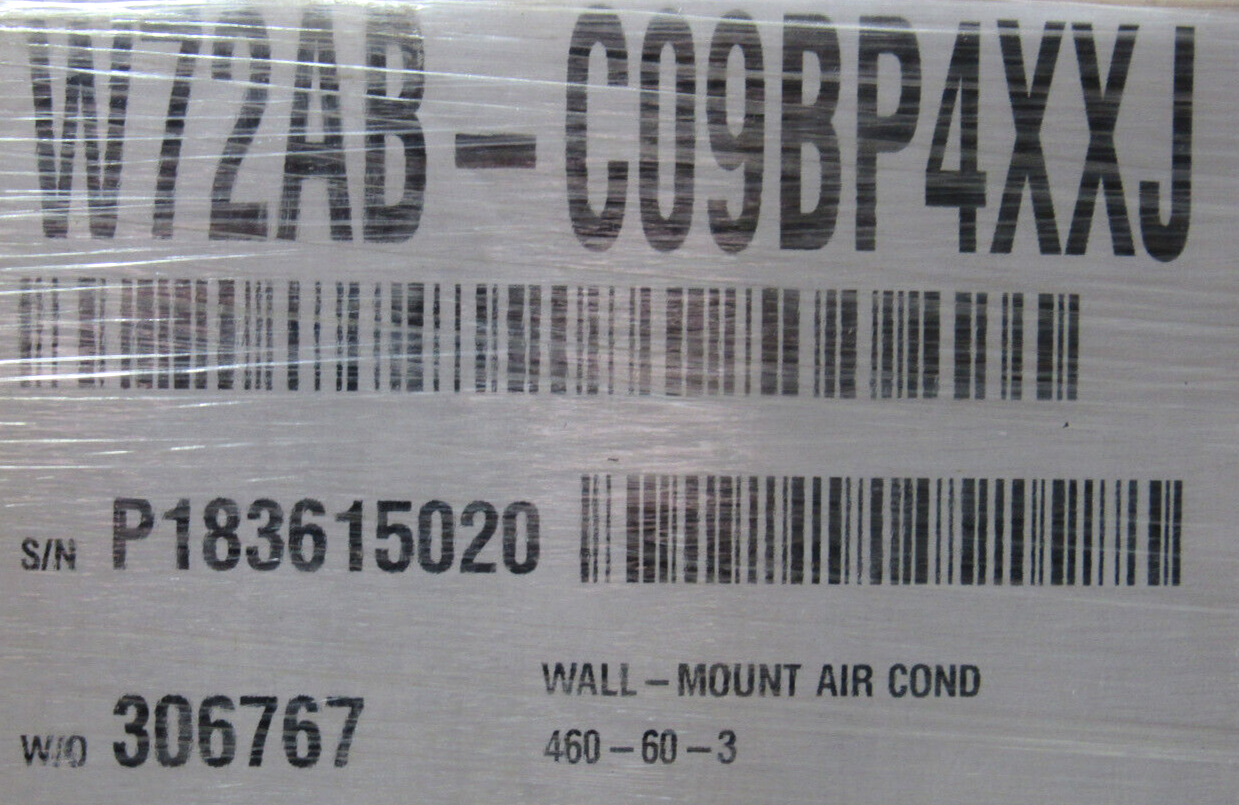 W72AB-C09BP4XXJ
S/N P183615020
WALL-MOUNT AIR COND
W/O 306767
460-60-3